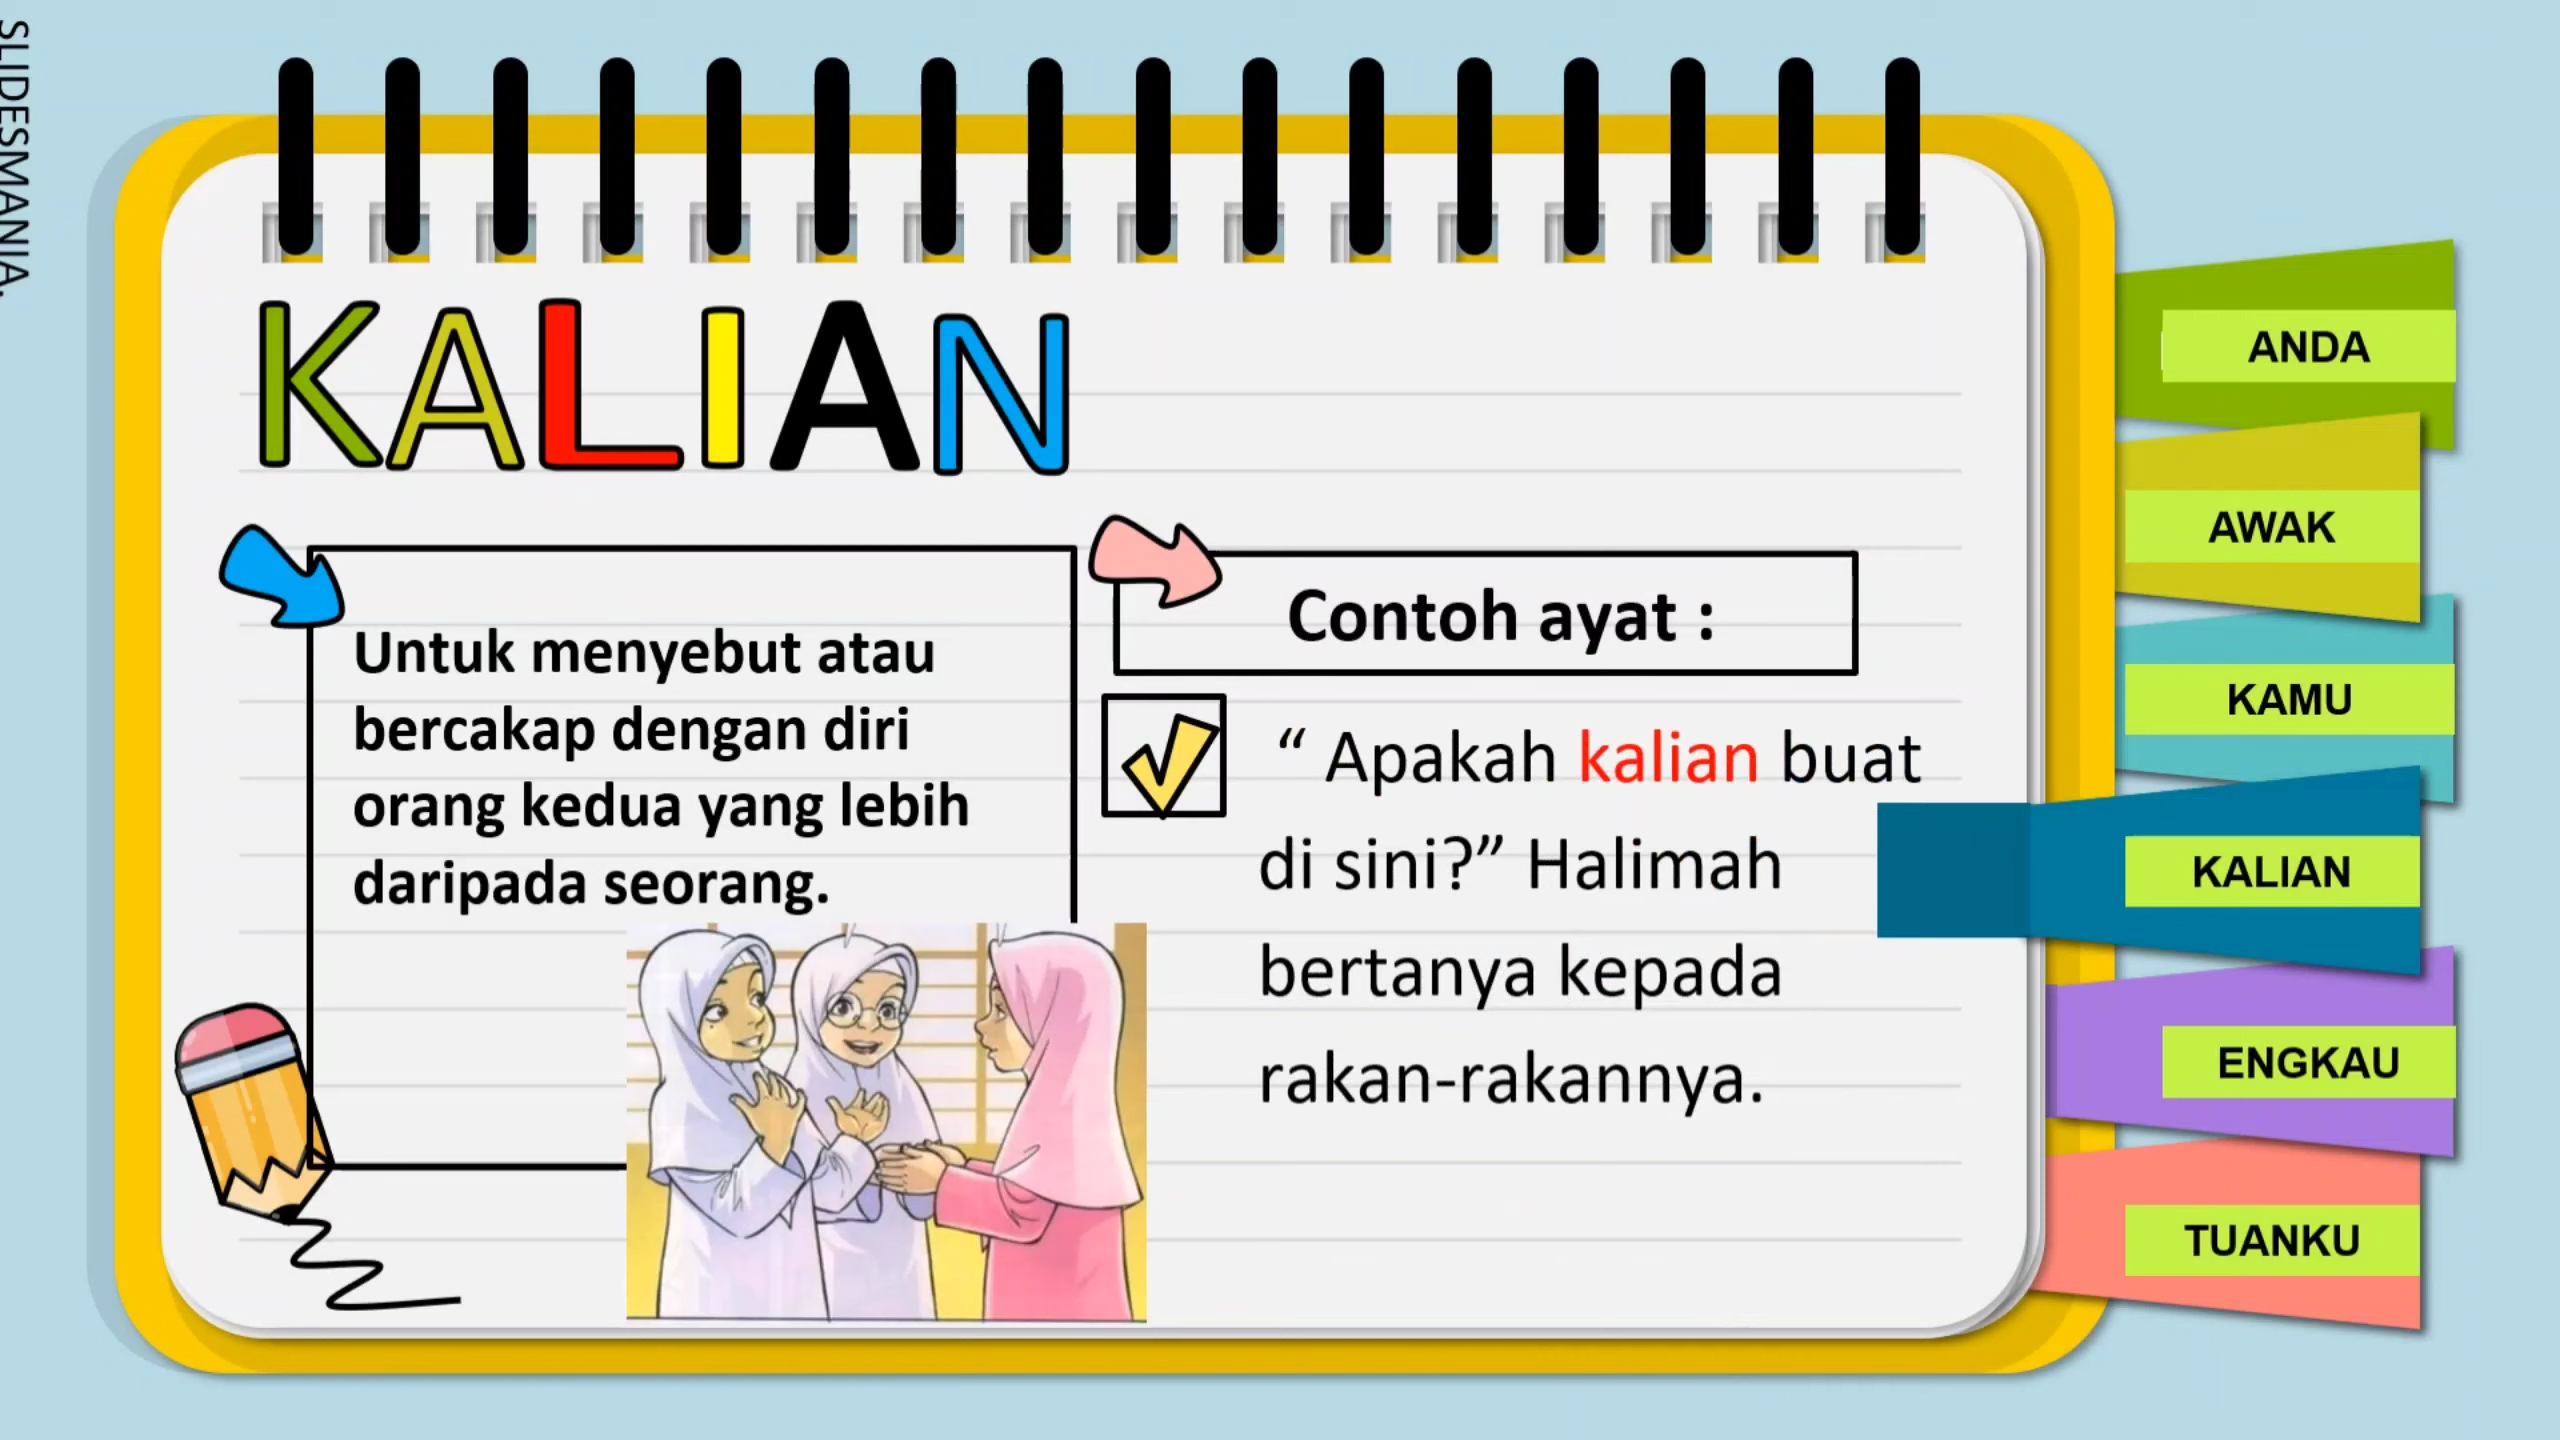 SLIDESMANIA.
KALIAN
Untuk menyebut atau
bercakap dengan diri
orang kedua yang lebih
daripada seorang.
Contoh ayat :
“ Apakah kalian buat
di sini?” Halimah
bertanya kepada
rakan-rakannya.
ANDA
AWAK
KAMU
KALIAN
ENGKAU
TUANKU